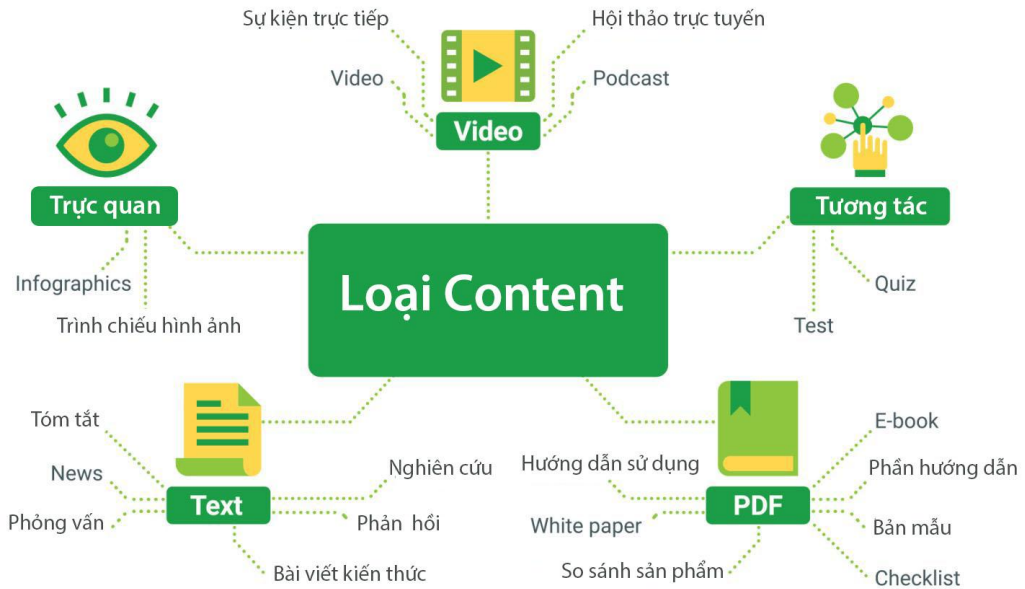 Sự kiện trực tiếp
Hội thảo trực tuyến
Video
Podcast
Video
Trực quan
Tương tác
Infographics
Trình chiếu hình ảnh
Loại Content
Quiz
Test
Tóm tắt
News
Phỏng vấn
Text
Nghiên cứu
Phản hồi
Bài viết kiến thức
Hướng dẫn sử dụng
White paper
So sánh sản phẩm
PDF
E-book
Phần hướng dẫn
Bản mẫu
Checklist